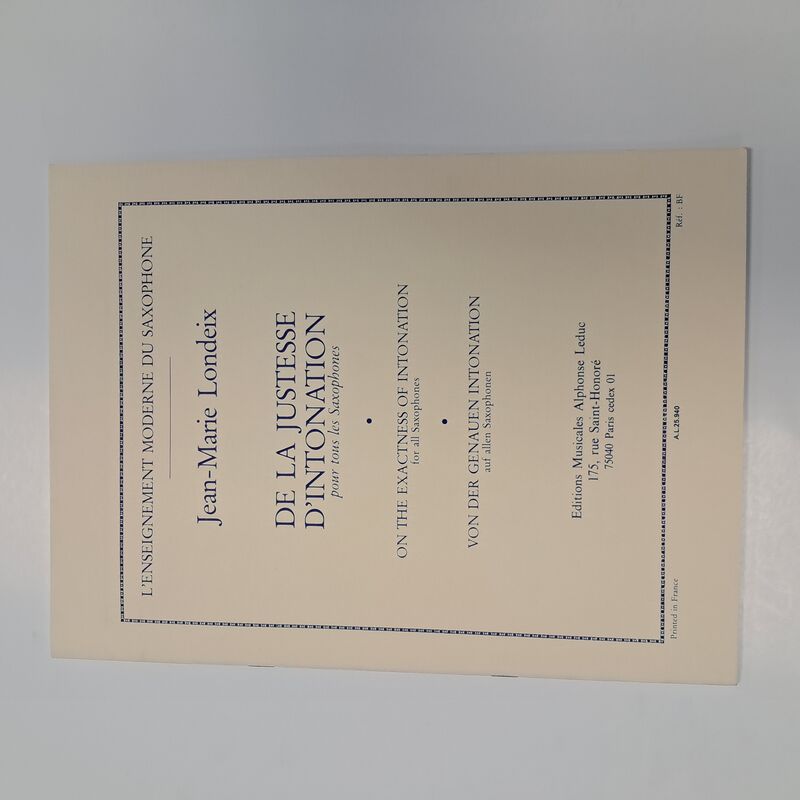 L'ENSEIGNEMENT MODERNE DU SAXOPHONE
Jean-Marie Londeix
DE LA JUSTESSE
D'INTONATION
pour tous les Saxophones
•
ON THE EXACTNESS OF INTONATION
for all Saxophones
•
VON DER GENAUEN INTONATION
auf allen Saxophonen
Editions Musicales Alphonse Leduc
175, rue Saint-Honoré
75040 Paris cedex 01
Printed in France
A.L.25.940
Réf. : BF